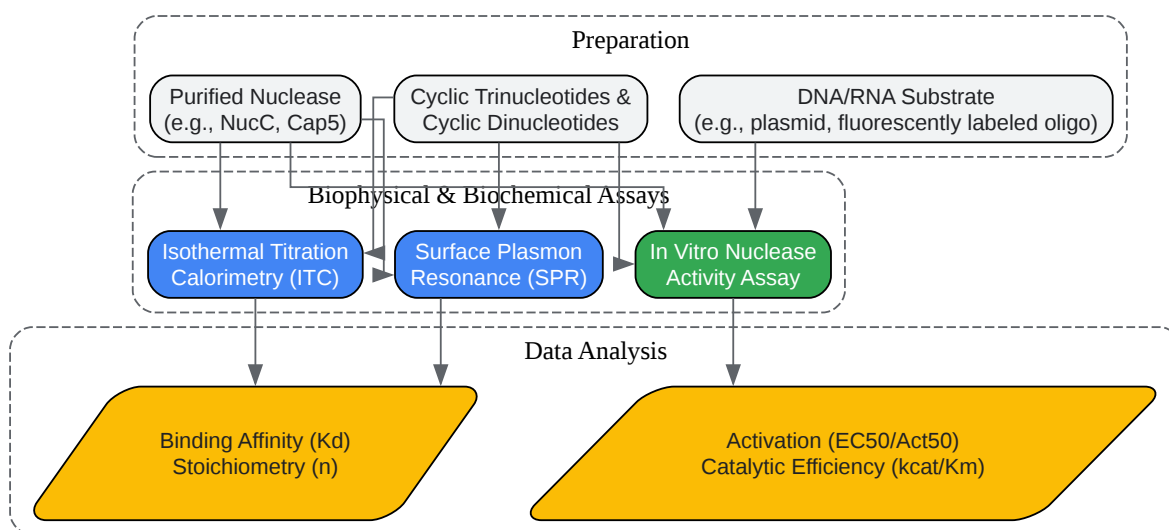 Preparation
Purified Nuclease
(e.g., NucC, Cap5)
Cyclic Trinucleotides &
Cyclic Dinucleotides
DNA/RNA Substrate
(e.g., plasmid, fluorescently labeled oligo)
Biophysical & Biochemical Assays
Isothermal Titration
Calorimetry (ITC)
Surface Plasmon
Resonance (SPR)
In Vitro Nuclease
Activity Assay
Data Analysis
Binding Affinity (Kd)
Stoichiometry (n)
Activation (EC50/Act50)
Catalytic Efficiency (kcat/Km)